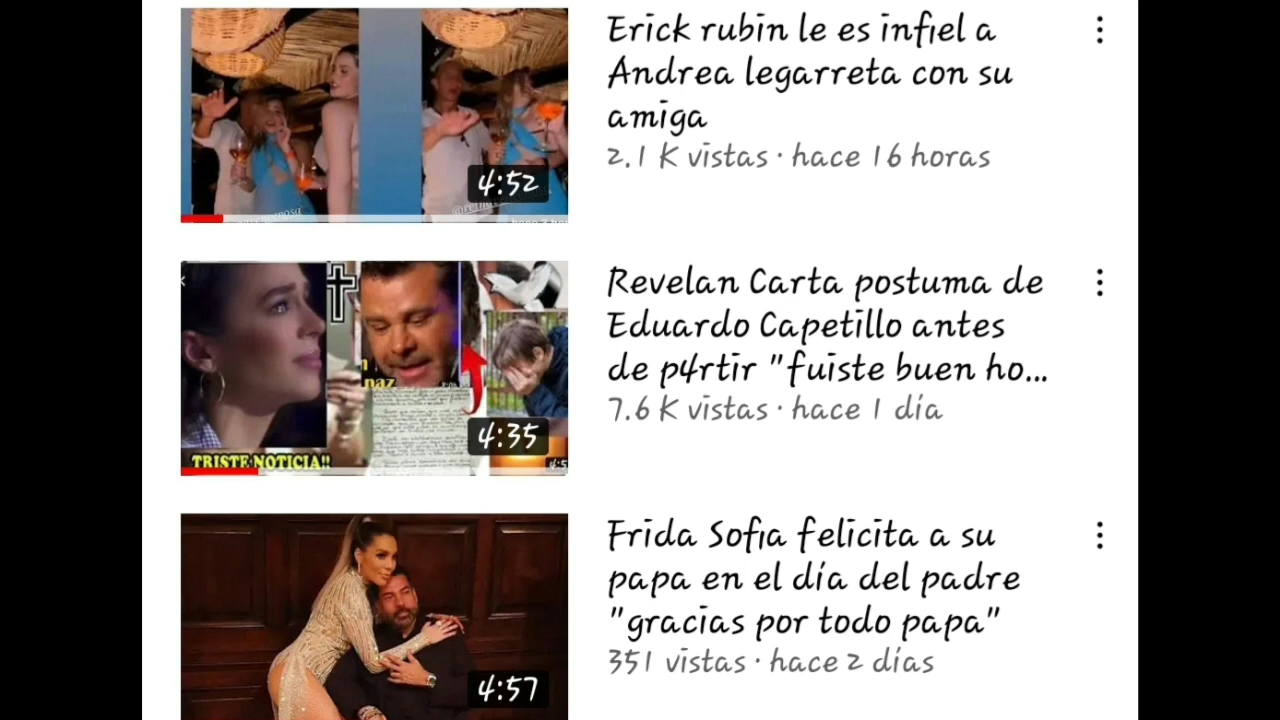 Erick rubin le es infiel a
Andrea legarreta con su
amiga
2.1 K vistas · hace 16 horas
4:52
Revelan Carta postuma de
Eduardo Capetillo antes
de p4rtir "fuiste buen ho...
7.6 K vistas · hace 1 día
paz
4:35
TRISTE NOTICIA!!
Frida Sofia felicita a su
papa en el día del padre
"gracias por todo papa"
351 vistas · hace 2 días
4:57